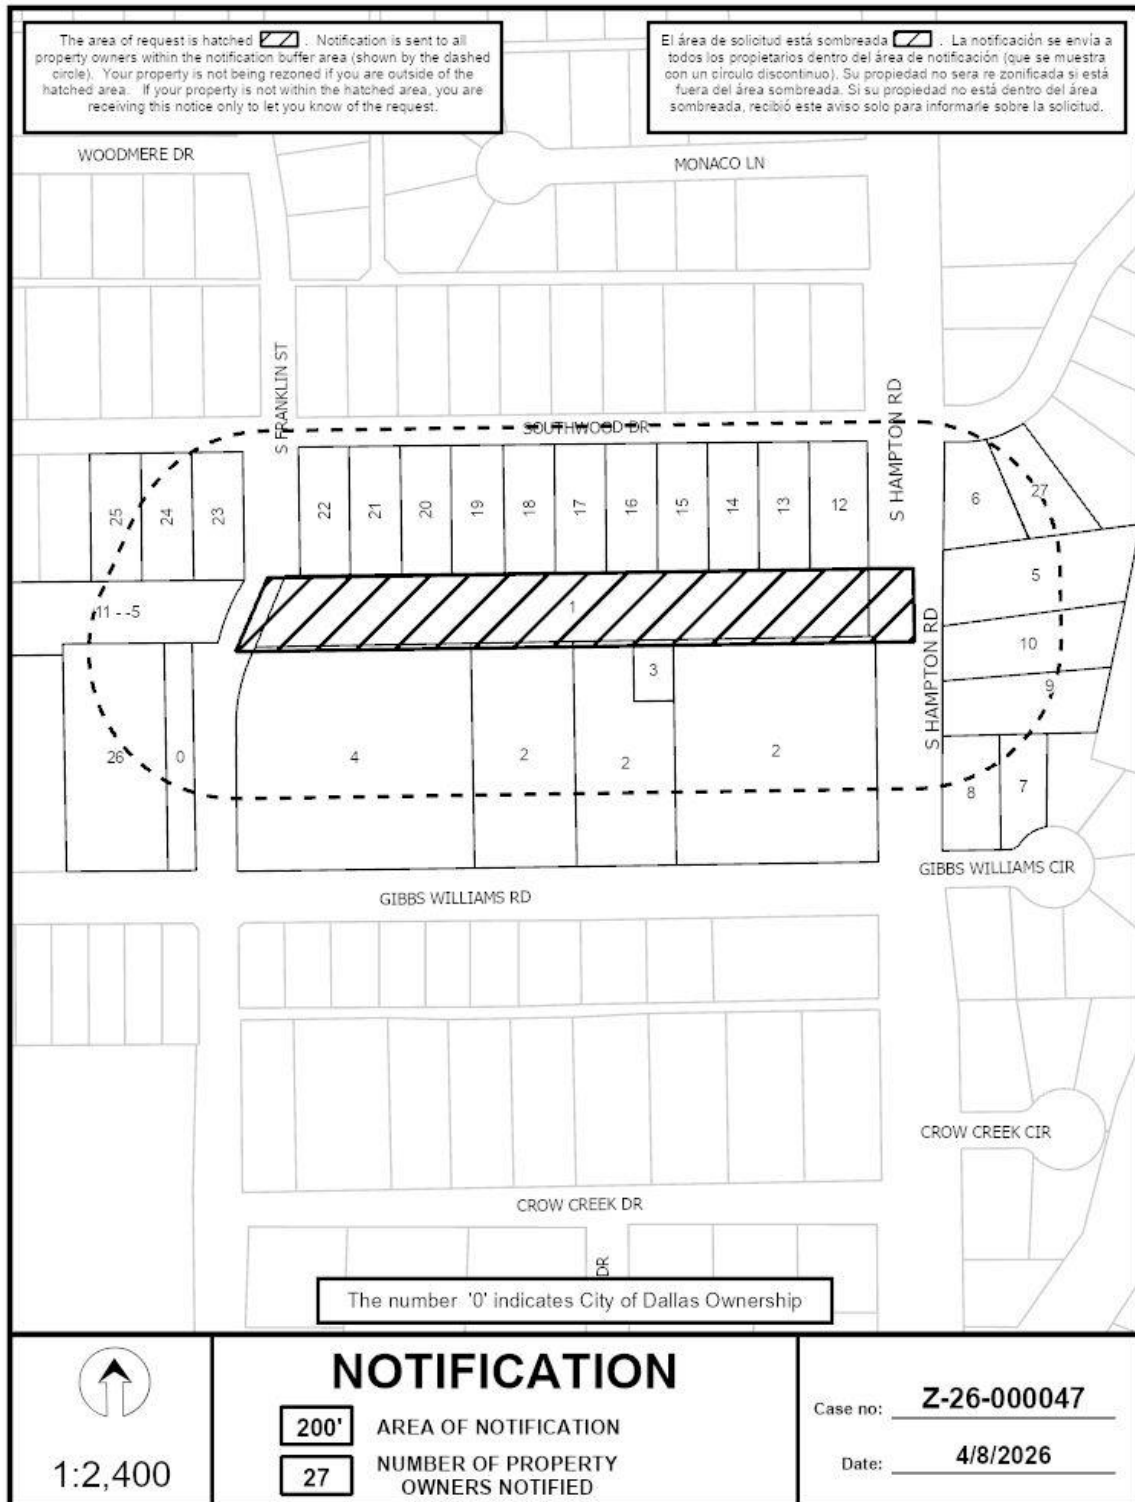 The area of request is hatched . Notification is sent to all
property owners within the notification buffer area (shown by the dashed
circle). Your property is not being rezoned if you are outside of the
hatched area. If your property is not within the hatched area, you are
receiving this notice only to let you know of the request.
El área de solicitud está sombreada . La notificación se envía a
todos los propietarios dentro del área de notificación (que se muestra
con un círculo discontinuo). Su propiedad no sera re zonificada si está
fuera del área sombreada. Si su propiedad no está dentro del área
sombreada, recibió este aviso solo para informarle sobre la solicitud.
WOODMERE DR
MONACO LN
S FRANKLIN ST
SOUTHWOOD DR
S HAMPTON RD
25
24
23
22
21
20
19
18
17
16
15
14
13
12
6
27
5
11 - -5
1
10
S HAMPTON RD
3
9
26
0
4
2
2
2
8
7
GIBBS WILLIAMS RD
GIBBS WILLIAMS CIR
CROW CREEK CIR
CROW CREEK DR
DR
The number '0' indicates City of Dallas Ownership
1:2,400
NOTIFICATION
200' AREA OF NOTIFICATION
27 NUMBER OF PROPERTY
OWNERS NOTIFIED
Case no: Z-26-000047
Date: 4/8/2026